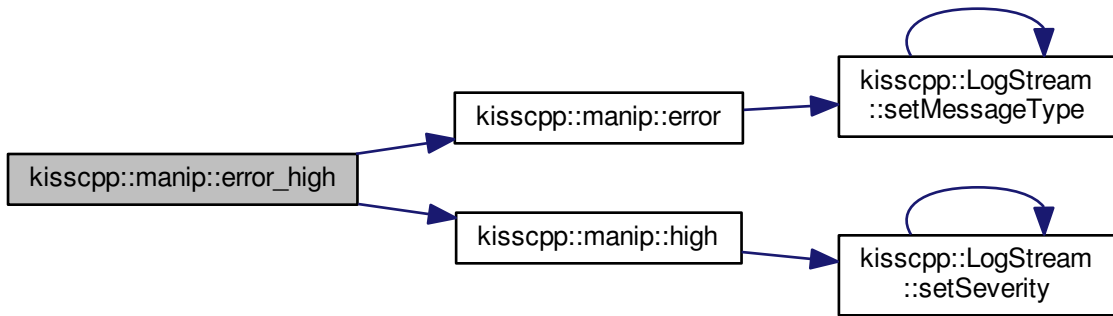 kisscpp::manip::error_high
kisscpp::manip::error
kisscpp::LogStream
::setMessageType
kisscpp::manip::high
kisscpp::LogStream
::setSeverity